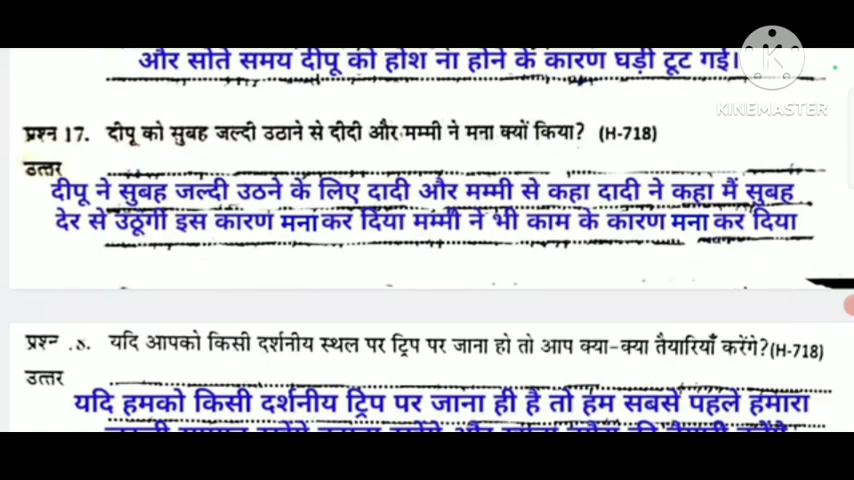 और सोते समय दीपू को होश ना होने के कारण घड़ी टूट गई।
KINEMASTER
प्रश्न 17. दीपू को सुबह जल्दी उठाने से दीदी और मम्मी ने मना क्यों किया? (H-718)
उत्तर
दीपू ने सुबह जल्दी उठने के लिए दादी और मम्मी से कहा दादी ने कहा मैं सुबह
देर से उठूंगी इस कारण मना कर दिया मम्मी ने भी काम के कारण मना कर दिया
प्रश्न .8. यदि आपको किसी दर्शनीय स्थल पर ट्रिप पर जाना हो तो आप क्या-क्या तैयारियाँ करेंगे? (H-718)
उत्तर
यदि हमको किसी दर्शनीय ट्रिप पर जाना ही है तो हम सबसे पहले हमारा